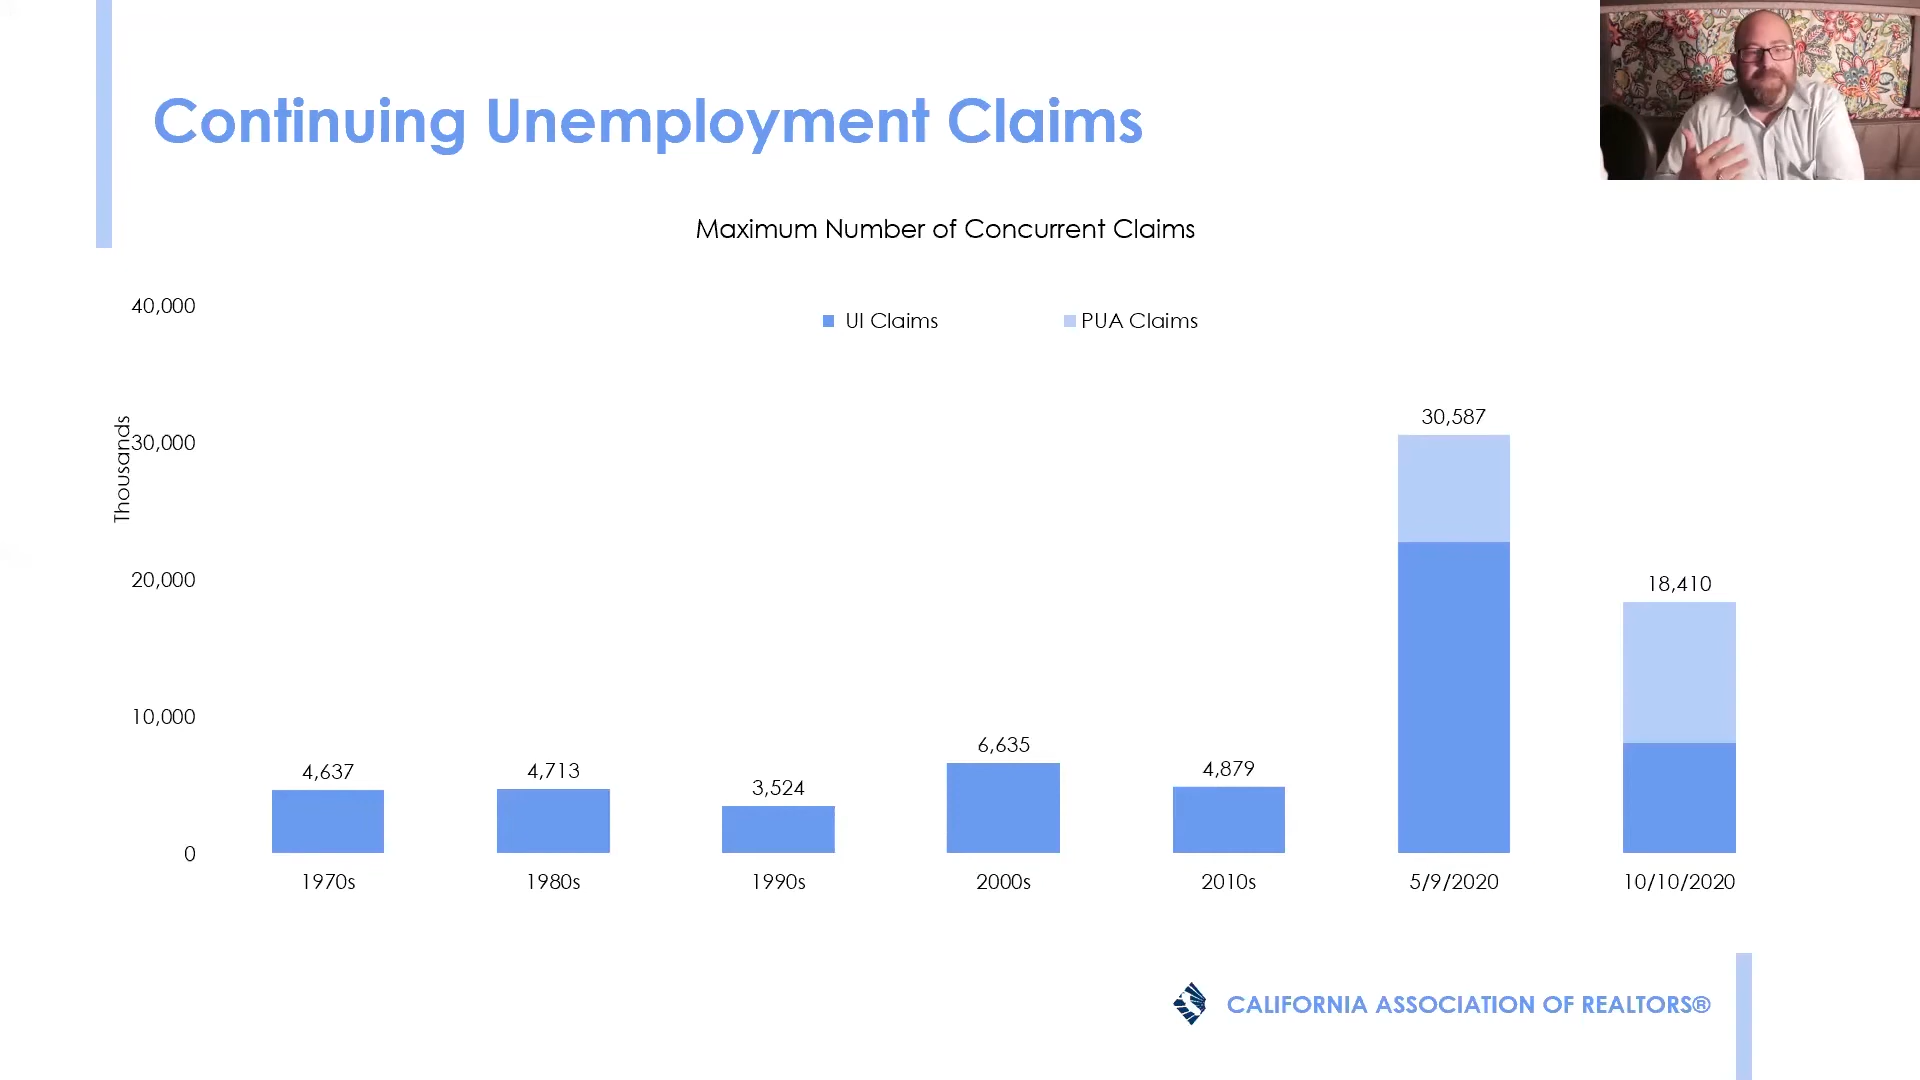 Continuing Unemployment Claims
Maximum Number of Concurrent Claims
UI Claims
PUA Claims
Thousands
40,000
30,000
20,000
10,000
0
4,637
4,713
3,524
6,635
4,879
30,587
18,410
1970s
1980s
1990s
2000s
2010s
5/9/2020
10/10/2020
CALIFORNIA ASSOCIATION OF REALTORS®